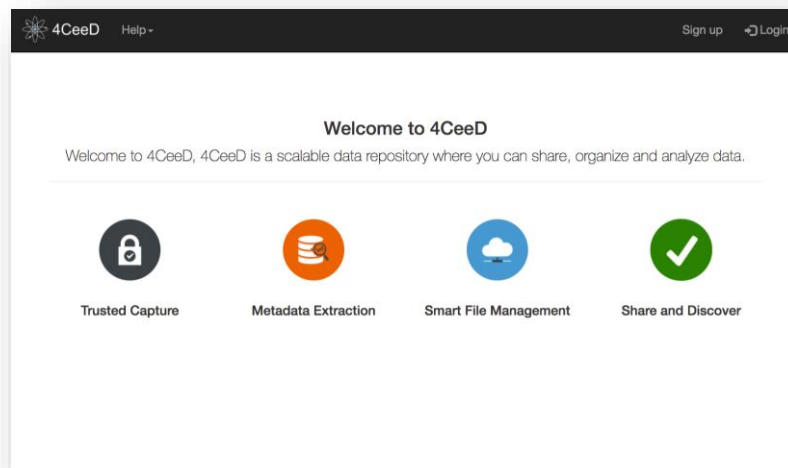 4CeeD Help Sign up Login
Welcome to 4CeeD
Welcome to 4CeeD, 4CeeD is a scalable data repository where you can share, organize and analyze data.
Trusted Capture Metadata Extraction Smart File Management Share and Discover